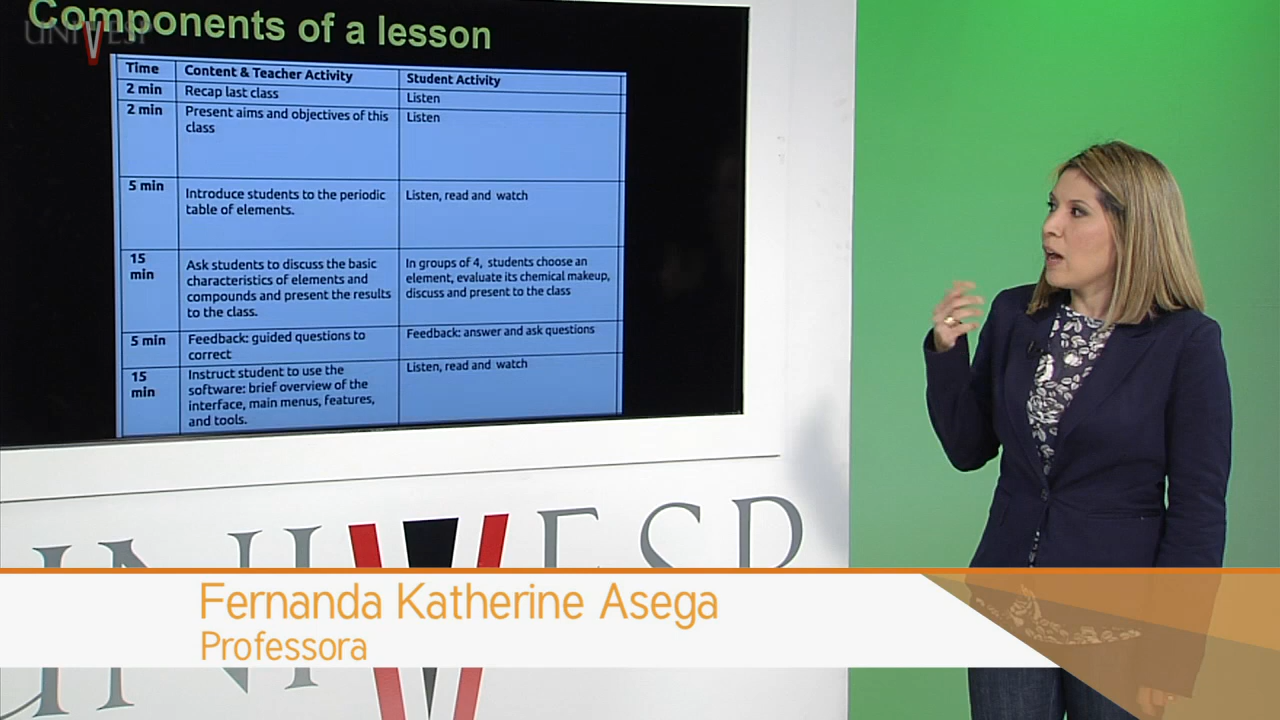 Components of a lesson
UNIVESP
Time Content & Teacher Activity Student Activity
2 min Recap last class Listen
2 min Present aims and objectives of this Listen
class
5 min Introduce students to the periodic Listen, read and watch
table of elements.
15 Ask students to discuss the basic In groups of 4, students choose an
min characteristics of elements and element, evaluate its chemical makeup,
compounds and present the results discuss and present to the class
to the class.
5 min Feedback: guided questions to Feedback: answer and ask questions
correct
15 Instruct student to use the Listen, read and watch
min software: brief overview of the
interface, main menus, features,
and tools.
UNIVESP
Fernanda Katherine Asega
Professora